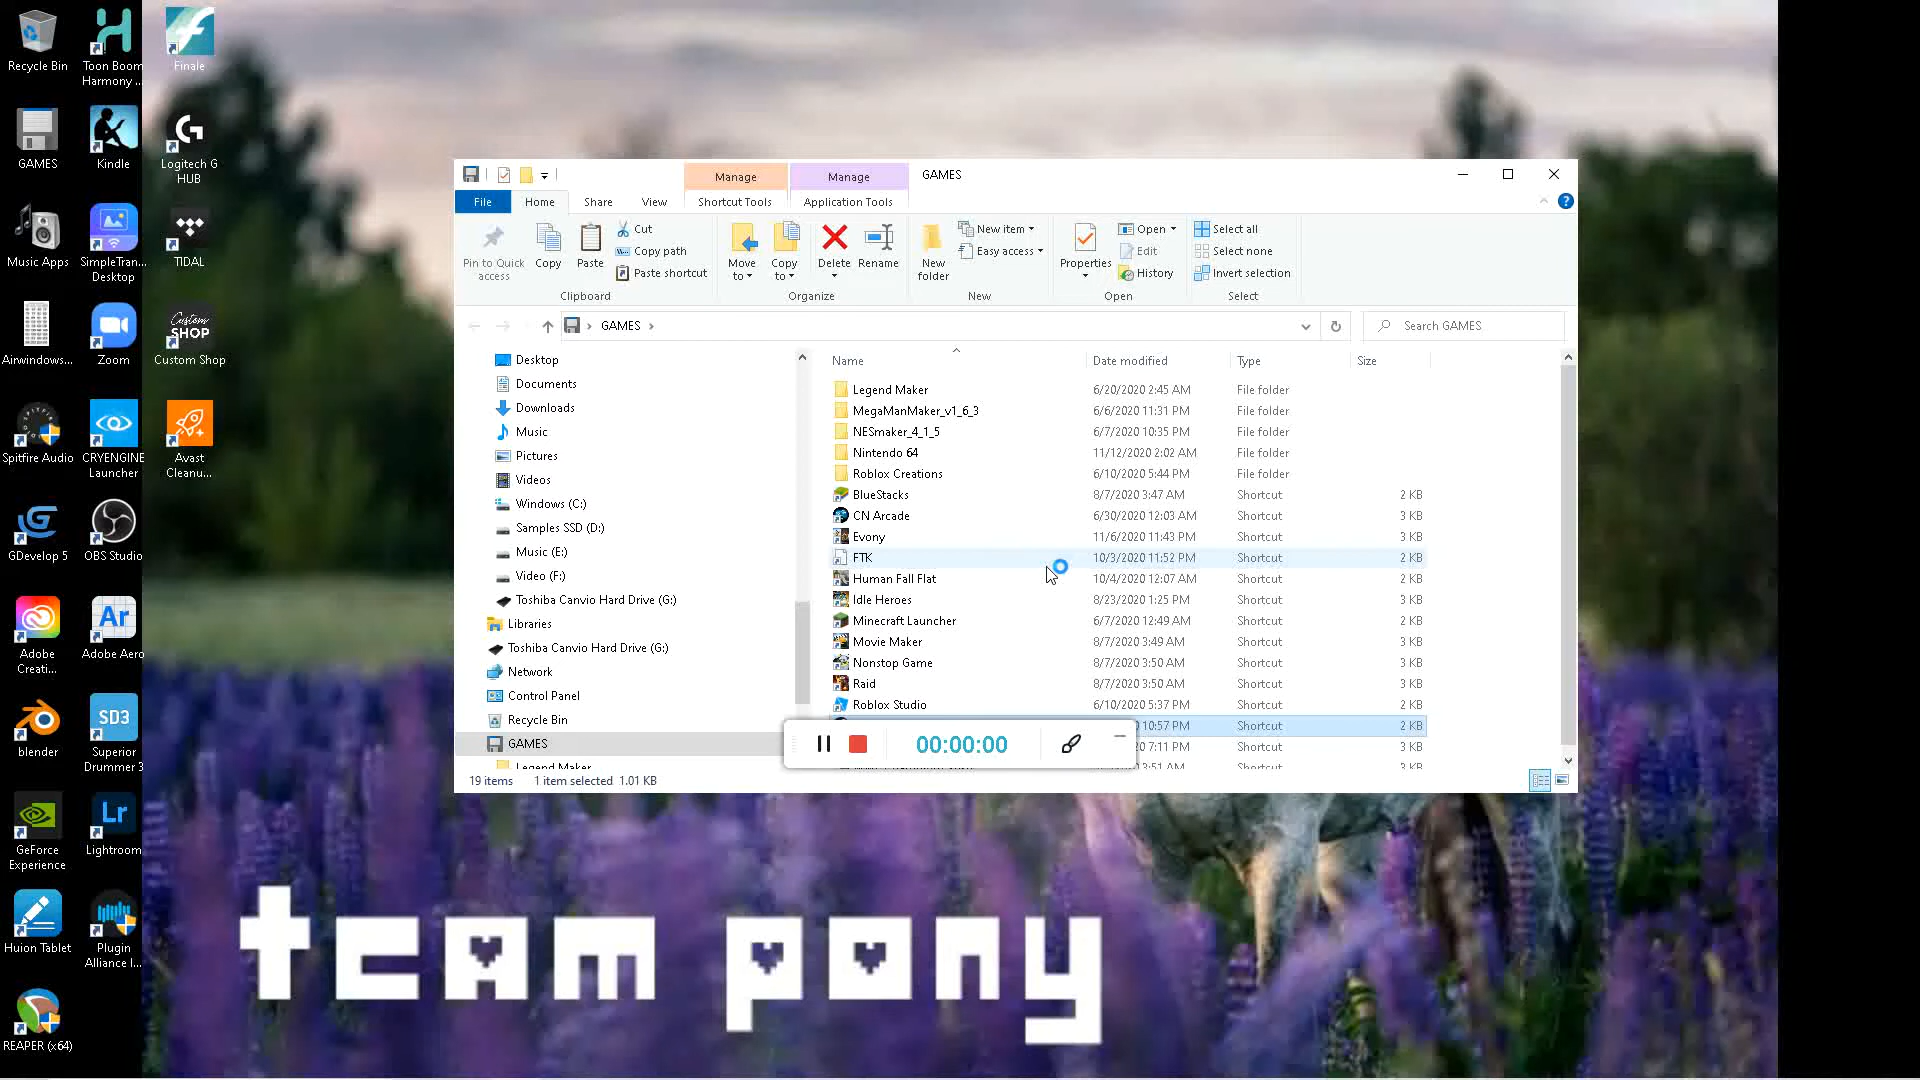 Recycle Bin
Toon Boom
Harmony ...
Finale
GAMES
Kindle
Logitech G
HUB
Music Apps
SimpleTran...
Desktop
TIDAL
Airwindows...
Zoom
Custom
SHOP
Custom Shop
Spitfire Audio
CRYENGINE
Launcher
Avast
Cleanu...
GDevelop 5
OBS Studio
Adobe
Creati...
Ar
Adobe Aero
blender
SD3
Superior
Drummer 3
GeForce
Experience
Lr
Lightroom
Huion Tablet
Plugin
Alliance I...
REAPER (x64)
Manage
Manage
GAMES
File
Home
Share
View
Shortcut Tools
Application Tools
Pin to Quick
access
Copy
Paste
Cut
Copy path
Paste shortcut
Clipboard
Move
to
Copy
to
Delete
Rename
Organize
New
folder
New item
Easy access
New
Properties
Open
Edit
History
Open
Select all
Select none
Invert selection
Select
GAMES
Search GAMES
Desktop
Documents
Downloads
Music
Pictures
Videos
Windows (C:)
Samples SSD (D:)
Music (E:)
Video (F:)
Toshiba Canvio Hard Drive (G:)
Libraries
Toshiba Canvio Hard Drive (G:)
Network
Control Panel
Recycle Bin
GAMES
Legend Maker
Name Date modified Type Size
Legend Maker 6/20/2020 2:45 AM File folder
MegaManMaker_v1_6_3 6/6/2020 11:31 PM File folder
NESmaker_4_1_5 6/7/2020 10:35 PM File folder
Nintendo 64 11/12/2020 2:02 AM File folder
Roblox Creations 6/10/2020 5:44 PM File folder
BlueStacks 8/7/2020 3:47 AM Shortcut 2 KB
CN Arcade 6/30/2020 12:03 AM Shortcut 3 KB
Evony 11/6/2020 11:43 PM Shortcut 3 KB
FTK 10/3/2020 11:52 PM Shortcut 2 KB
Human Fall Flat 10/4/2020 12:07 AM Shortcut 2 KB
Idle Heroes 8/23/2020 1:25 PM Shortcut 3 KB
Minecraft Launcher 6/7/2020 12:49 AM Shortcut 2 KB
Movie Maker 8/7/2020 3:49 AM Shortcut 3 KB
Nonstop Game 8/7/2020 3:50 AM Shortcut 3 KB
Raid 8/7/2020 3:50 AM Shortcut 3 KB
Roblox Studio 6/10/2020 5:37 PM Shortcut 2 KB
10:57 PM Shortcut 2 KB
7:11 PM Shortcut 3 KB
3:51 AM Shortcut 3 KB
00:00:00
19 items 1 item selected 1.01 KB
team pony